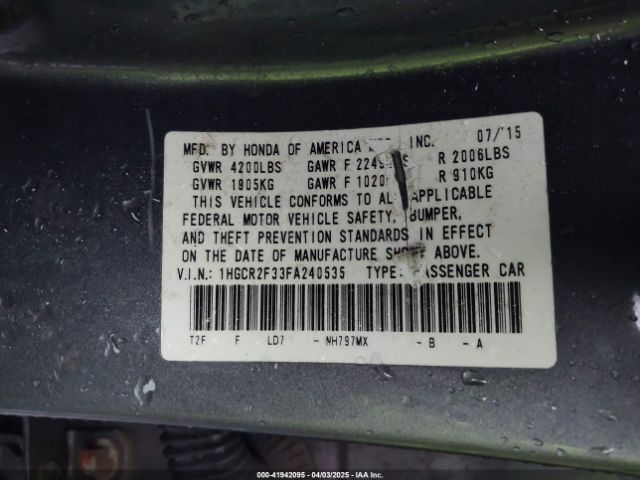 MFD. BY HONDA OF AMERICA INC. 07/'15
GVWR 4200LBS GAWR F R 2006LBS
GVWR 1905KG GAWR F 1020 R 910KG
THIS VEHICLE CONFORMS TO ALL APPLICABLE
FEDERAL MOTOR VEHICLE SAFETY, BUMPER,
AND THEFT PREVENTION STANDARDS IN EFFECT
ON THE DATE OF MANUFACTURE SHOWN ABOVE.
V.I.N.: 1HGCR2F33FA240535 TYPE: PASSENGER CAR
T2F F LD7 - NH797MX - B - A
000-41942095 | 04/03/2025 | IAA Inc.